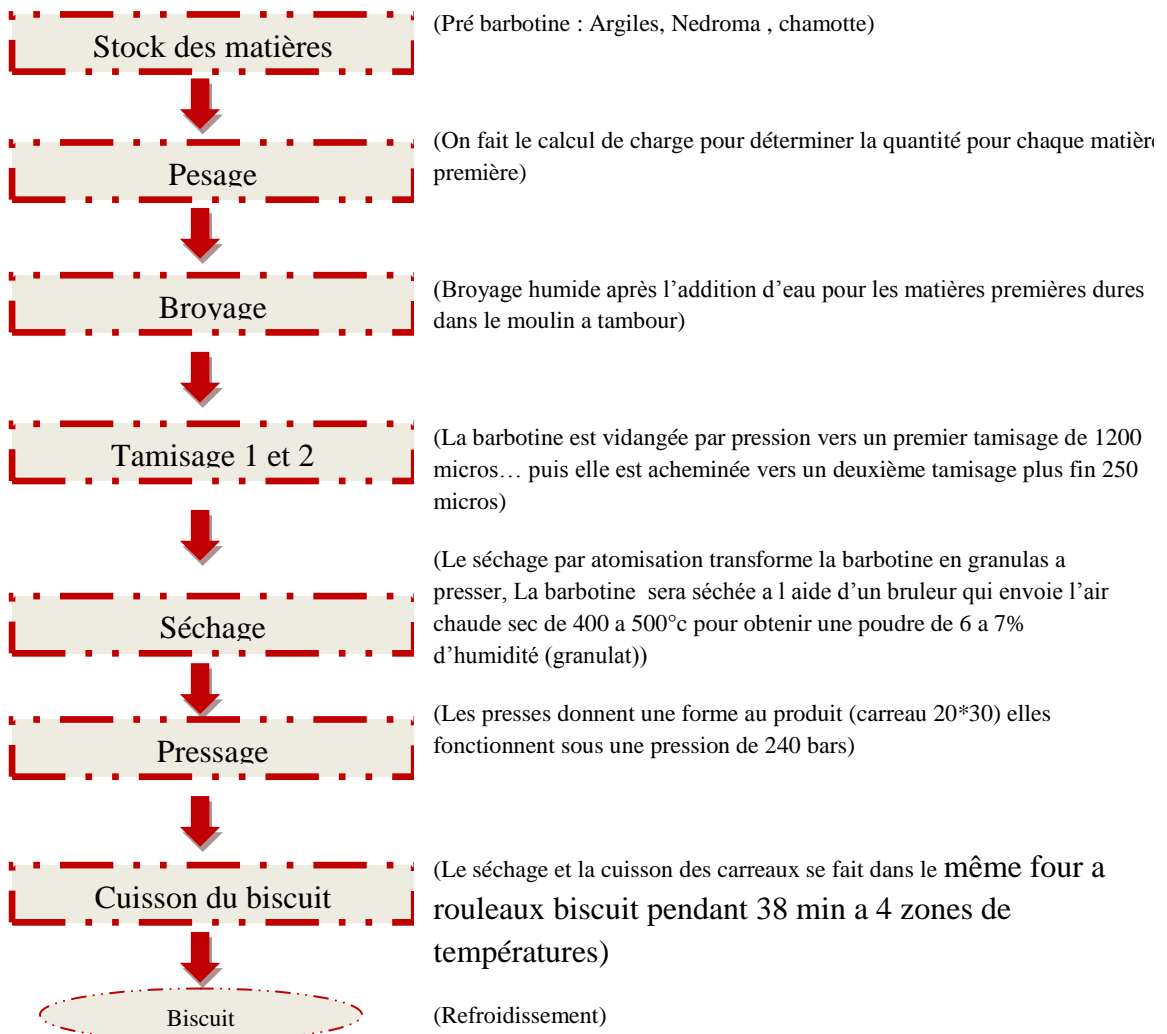 (Pré barbotine : Argiles, Nedroma , chamotte)
Stock des matières
(On fait le calcul de charge pour déterminer la quantité pour chaque matière
première)
Pesage
(Broyage humide après l’addition d’eau pour les matières premières dures
dans le moulin a tambour)
Broyage
(La barbotine est vidangée par pression vers un premier tamisage de 1200
micros… puis elle est acheminée vers un deuxième tamisage plus fin 250
micros)
Tamisage 1 et 2
(Le séchage par atomisation transforme la barbotine en granulas a
presser, La barbotine sera séchée a l aide d’un bruleur qui envoie l’air
chaude sec de 400 a 500°c pour obtenir une poudre de 6 a 7%
d’humidité (granulat))
Séchage
(Les presses donnent une forme au produit (carreau 20*30) elles
fonctionnent sous une pression de 240 bars)
Pressage
(Le séchage et la cuisson des carreaux se fait dans le même four a
rouleaux biscuit pendant 38 min a 4 zones de
températures)
Cuisson du biscuit
(Refroidissement)
Biscuit